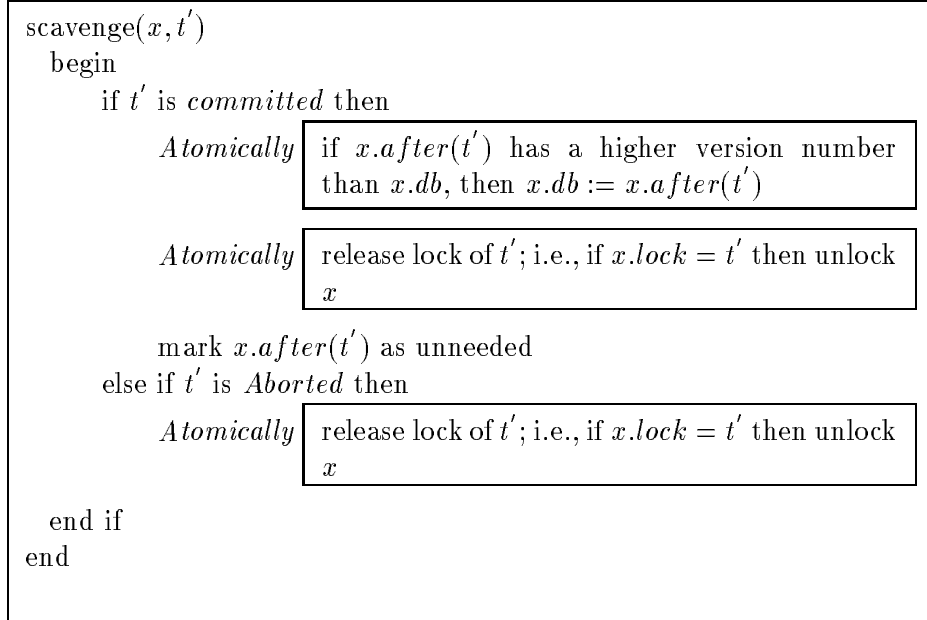 scavenge(x, t′)
begin
if t′ is committed then
Atomically if x.after(t′) has a higher version number
than x.db, then x.db := x.after(t′)
Atomically release lock of t′; i.e., if x.lock = t′ then unlock
x
mark x.after(t′) as unneeded
else if t′ is Aborted then
Atomically release lock of t′; i.e., if x.lock = t′ then unlock
x
end if
end